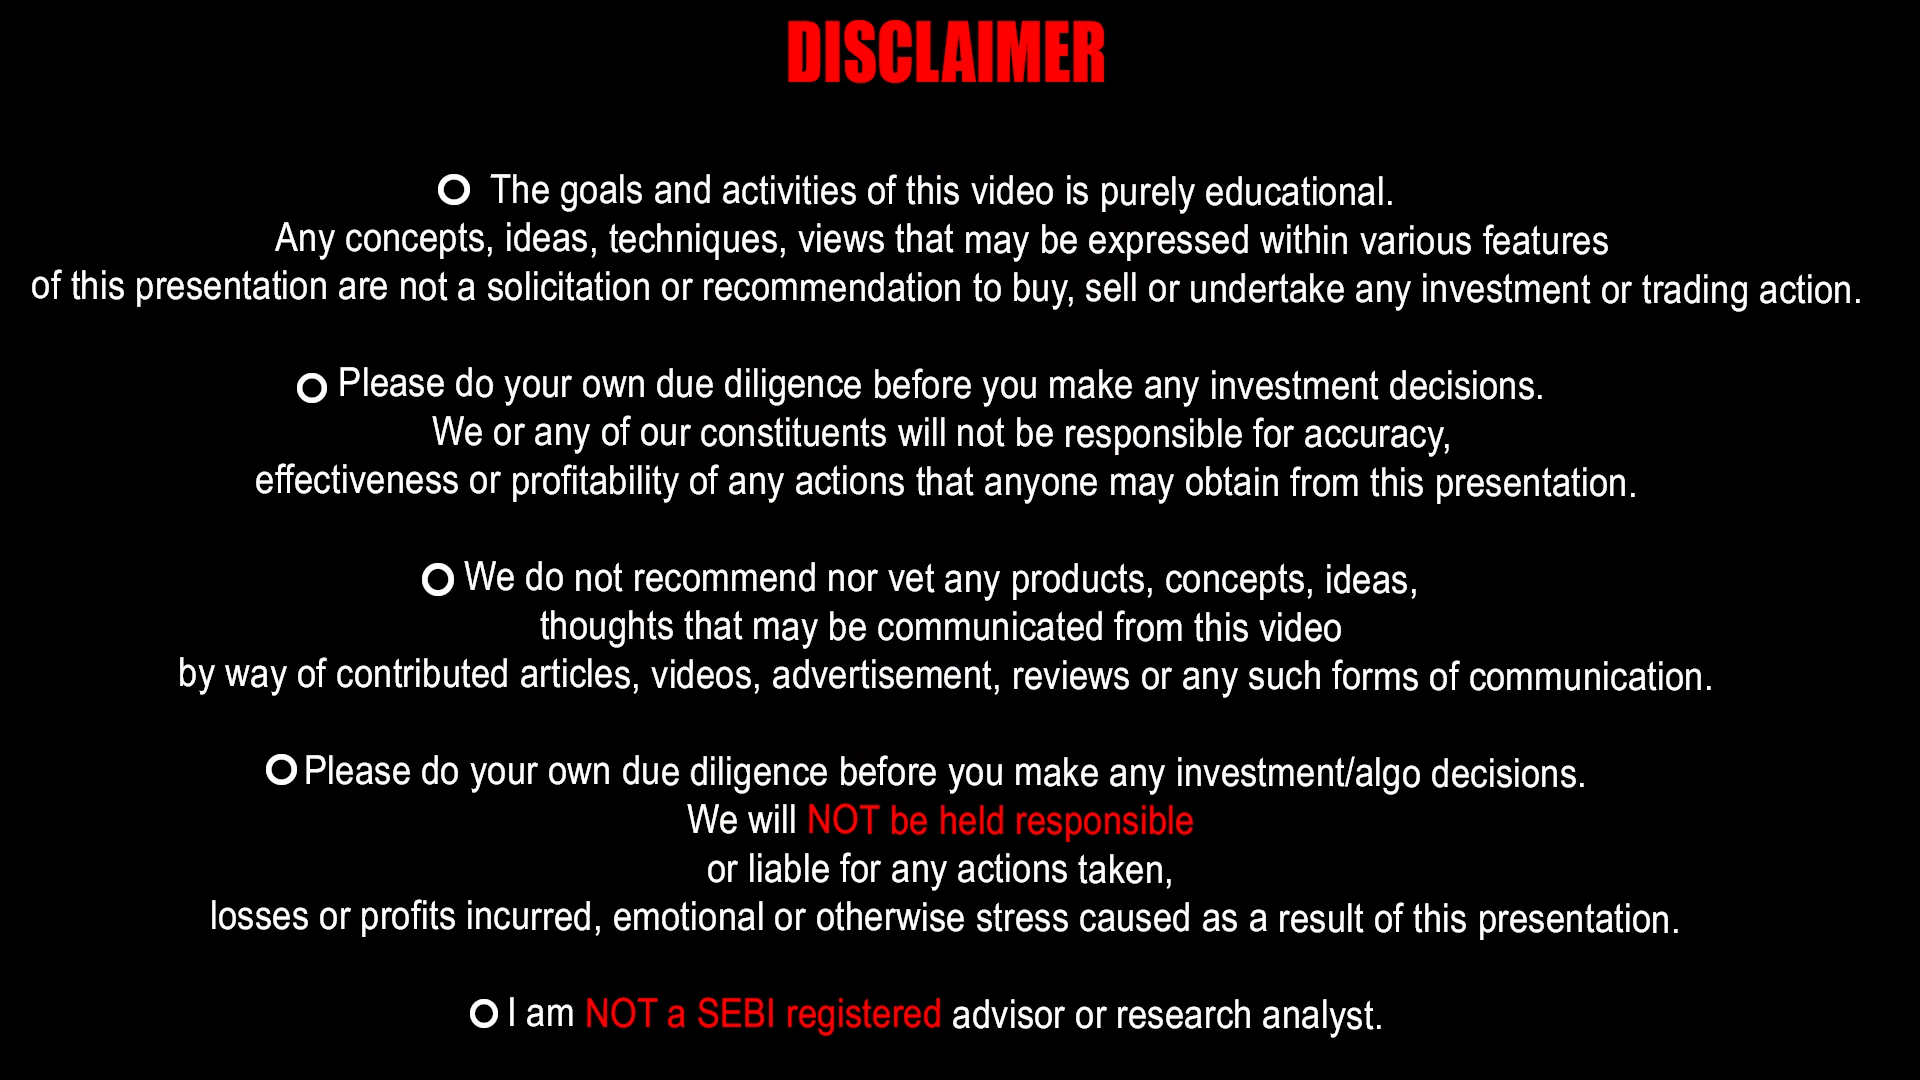 DISCLAIMER
The goals and activities of this video is purely educational.
Any concepts, ideas, techniques, views that may be expressed within various features
of this presentation are not a solicitation or recommendation to buy, sell or undertake any investment or trading action.
Please do your own due diligence before you make any investment decisions.
We or any of our constituents will not be responsible for accuracy,
effectiveness or profitability of any actions that anyone may obtain from this presentation.
We do not recommend nor vet any products, concepts, ideas,
thoughts that may be communicated from this video
by way of contributed articles, videos, advertisement, reviews or any such forms of communication.
Please do your own due diligence before you make any investment/algo decisions.
We will NOT be held responsible
or liable for any actions taken,
losses or profits incurred, emotional or otherwise stress caused as a result of this presentation.
I am NOT a SEBI registered advisor or research analyst.